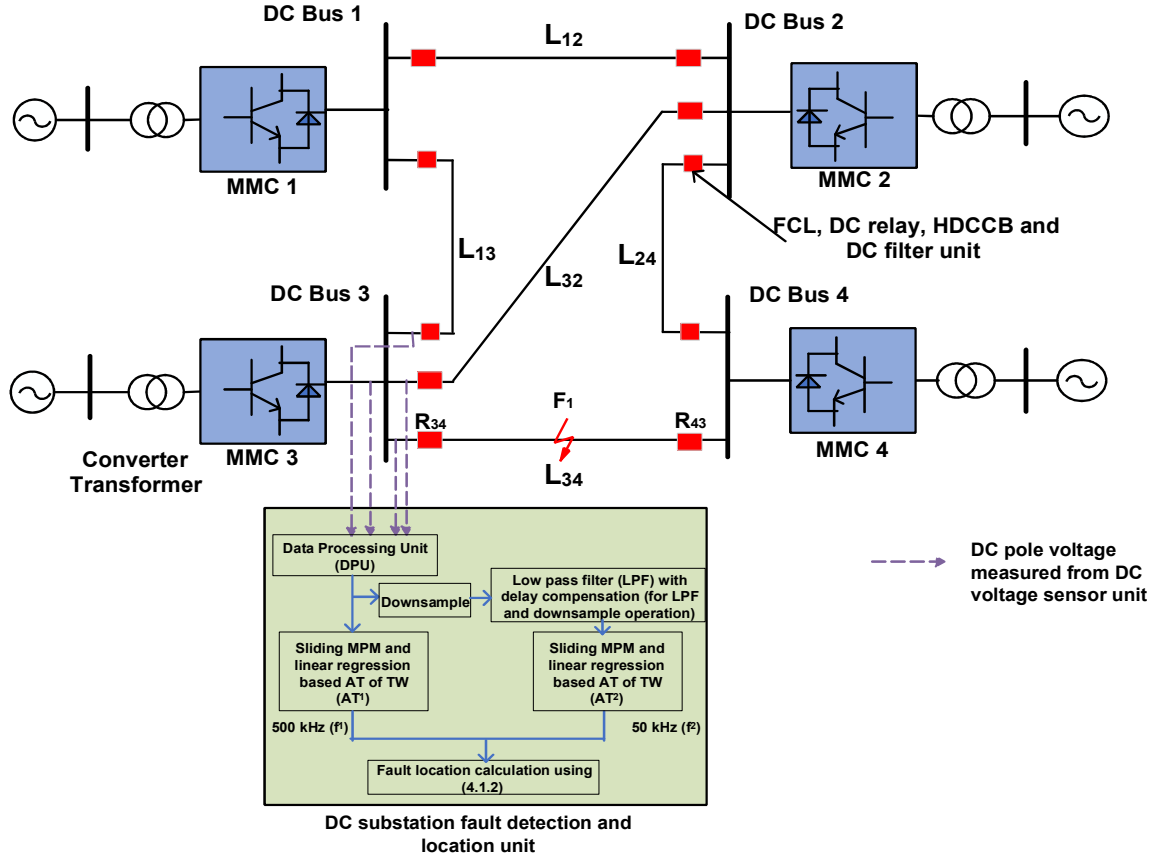 DC Bus 1
DC Bus 2
L12
MMC 1
MMC 2
FCL, DC relay, HDCCB and
DC filter unit
L13
L32
L24
DC Bus 3
DC Bus 4
R34
F1
R43
MMC 3
L34
MMC 4
Converter
Transformer
Data Processing Unit
(DPU)
Downsample
Low pass filter (LPF) with
delay compensation (for LPF
and downsample operation)
Sliding MPM and
linear regression
based AT of TW
(AT¹)
Sliding MPM and
linear regression
based AT of TW
(AT²)
500 kHz (f¹)
50 kHz (f²)
Fault location calculation using
(4.1.2)
DC substation fault detection and
location unit
DC pole voltage
measured from DC
voltage sensor unit